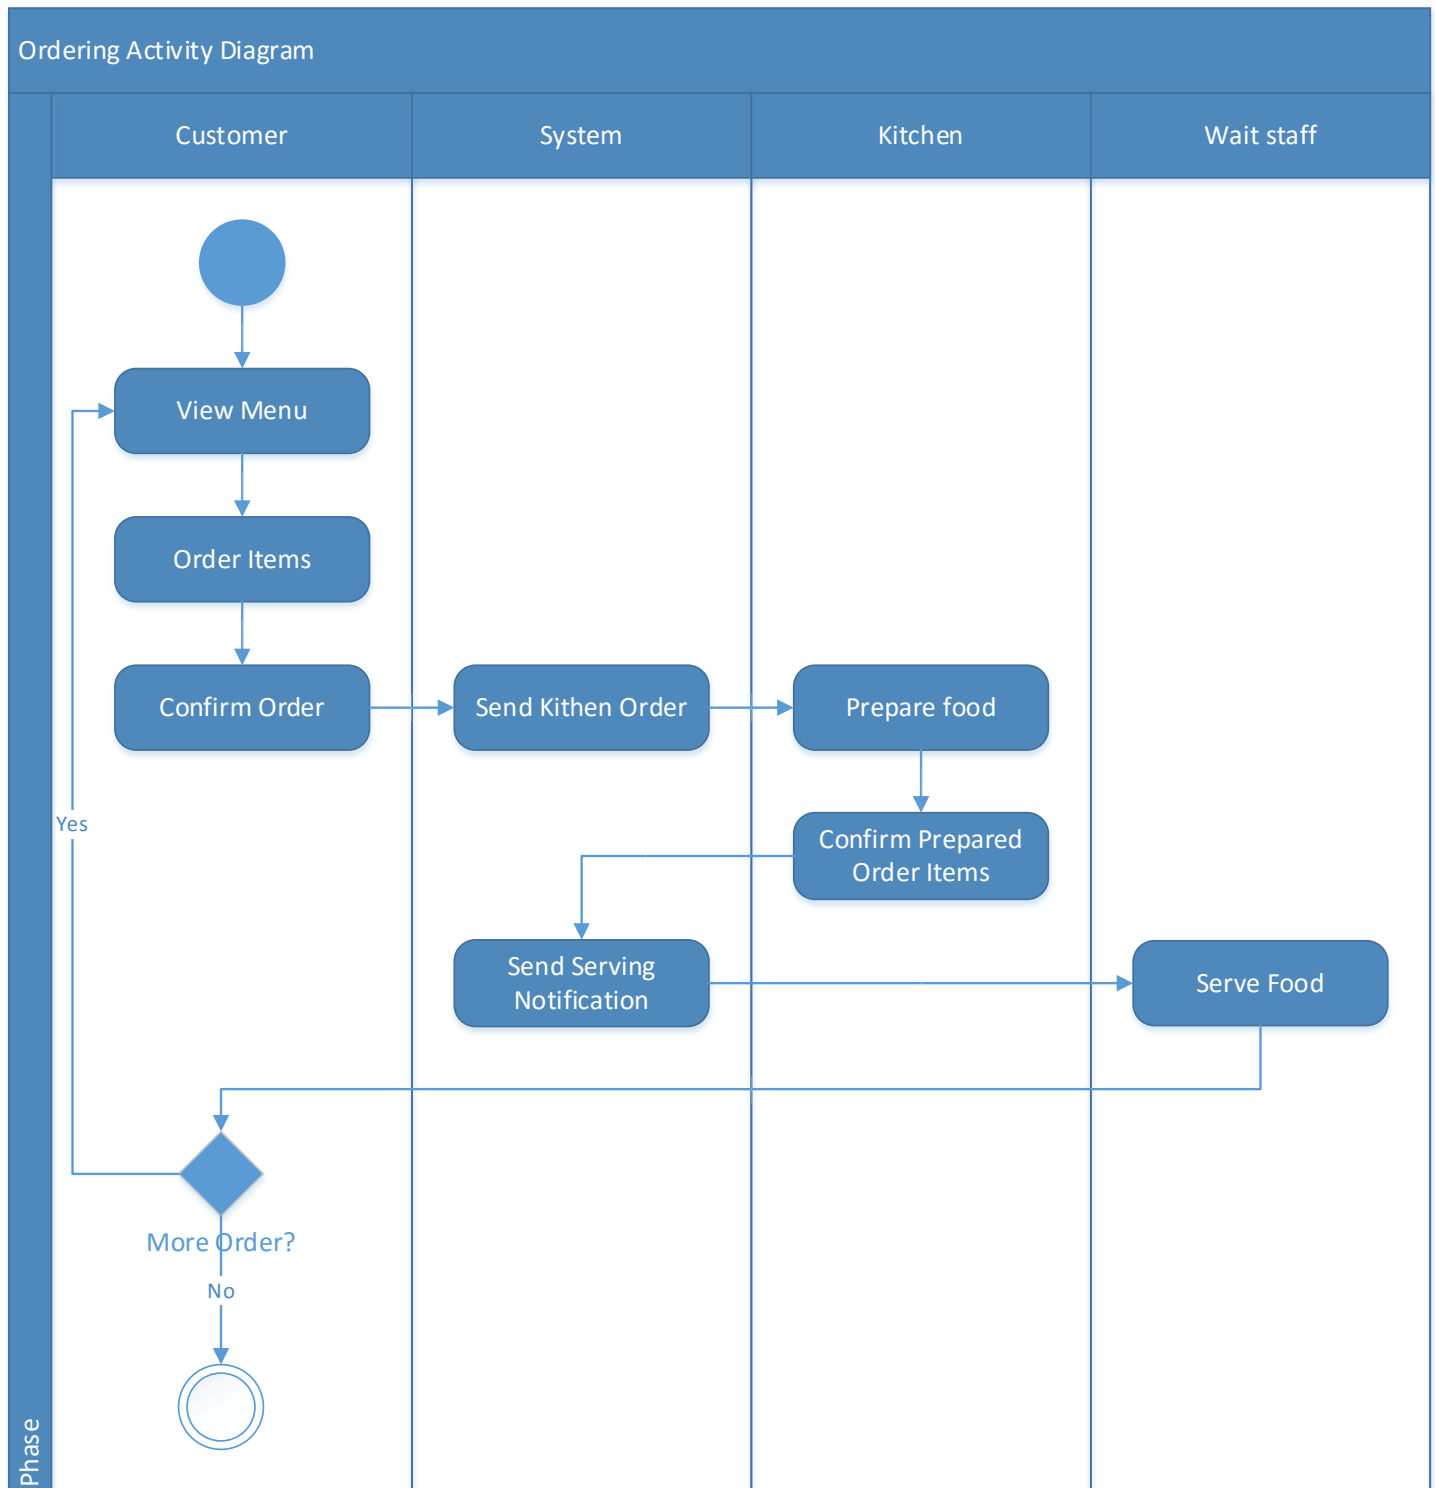 Ordering Activity Diagram
Customer
System
Kitchen
Wait staff
View Menu
Order Items
Confirm Order
Send Kithen Order
Prepare food
Yes
Confirm Prepared
Order Items
Send Serving
Notification
Serve Food
More Order?
No
Phase